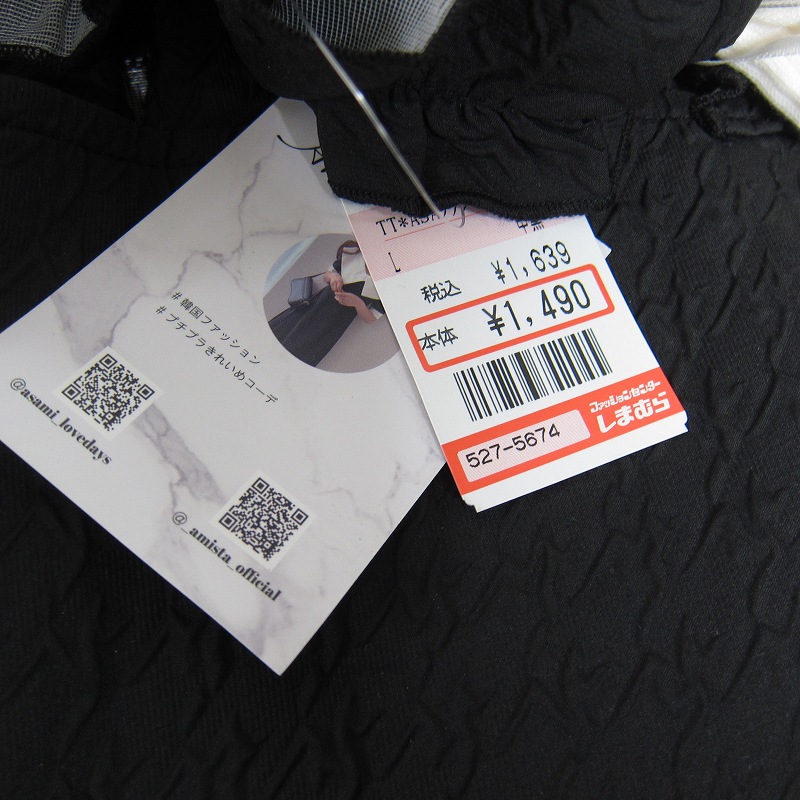 #韓国ファッション
#プチプラきれいめコーデ
@asami_lovedays
@_amista_official
L
税込 ¥1,639
本体 ¥1,490
ファッションセンター
しまむら
527-5674